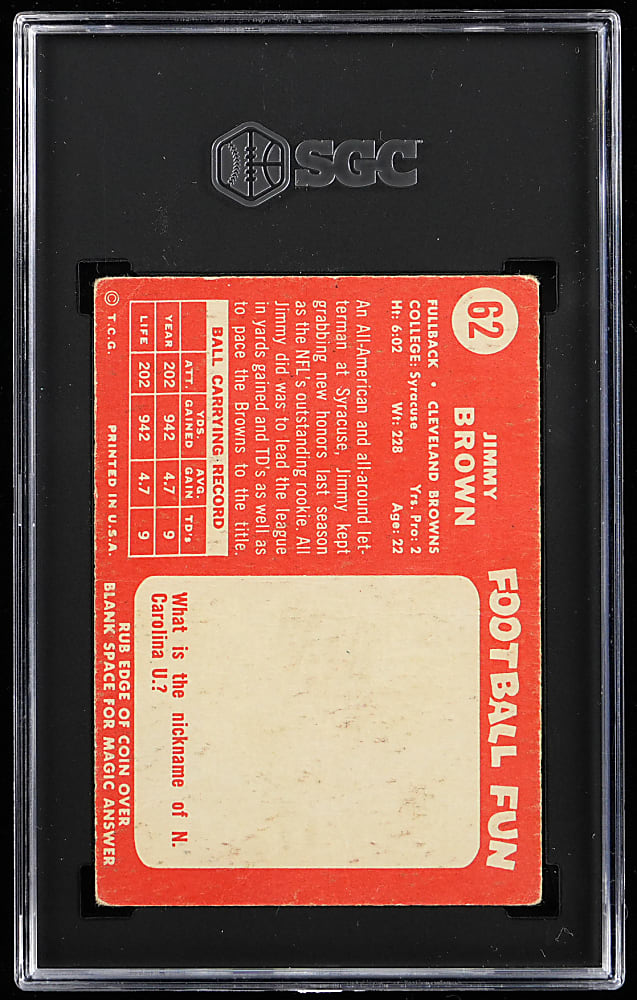 SGC
62
JIMMY
BROWN
FULLBACK • CLEVELAND BROWNS
COLLEGE: Syracuse Yrs. Pro: 2
Ht: 6:02 Wt: 228 Age: 22
An All-American and all-around let-
terman at Syracuse, Jimmy kept
grabbing new honors last season
as the NFL's outstanding rookie. All
Jimmy did was to lead the league
in yards gained and TD's as well as
to pace the Browns to the title.
BALL CARRYING RECORD
ATT. YDS. GAINED AVG. GAIN TD's
YEAR 202 942 4.7 9
LIFE 202 942 4.7 9
© T.C.G. PRINTED IN U.S.A.
FOOTBALL FUN
What is the nickname of N.
Carolina U.?
RUB EDGE OF COIN OVER
BLANK SPACE FOR MAGIC ANSWER